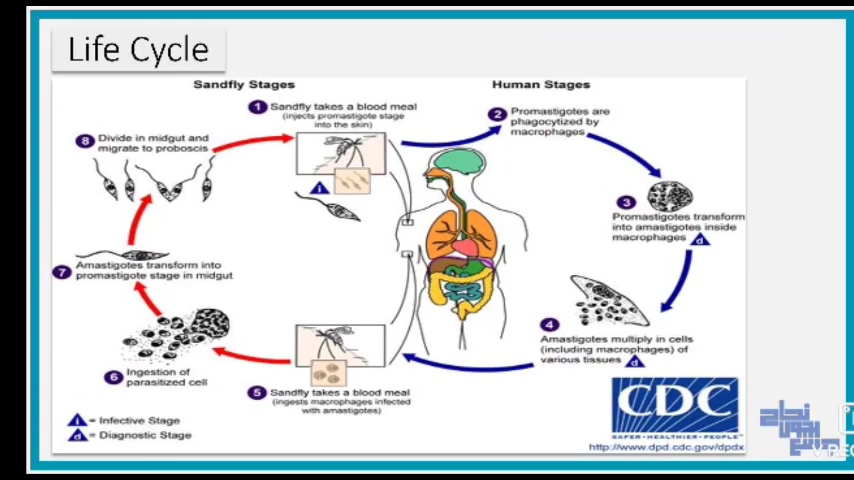 Life Cycle
Sandfly Stages
Human Stages
1 Sandfly takes a blood meal
(injects promastigote stage
into the skin)
2 Promastigotes are
phagocytized by
macrophages
8 Divide in midgut and
migrate to proboscis
i
3
Promastigotes transform
into amastigotes inside
macrophages d
7 Amastigotes transform into
promastigote stage in midgut
4
Amastigotes multiply in cells
(including macrophages) of
various tissues d
6 Ingestion of
parasitized cell
5 Sandfly takes a blood meal
(ingests macrophages infected
with amastigotes)
i = Infective Stage
d = Diagnostic Stage
CDC
SAFER·HEALTHIER·PEOPLE™
http://www.dpd.cdc.gov/dpdx